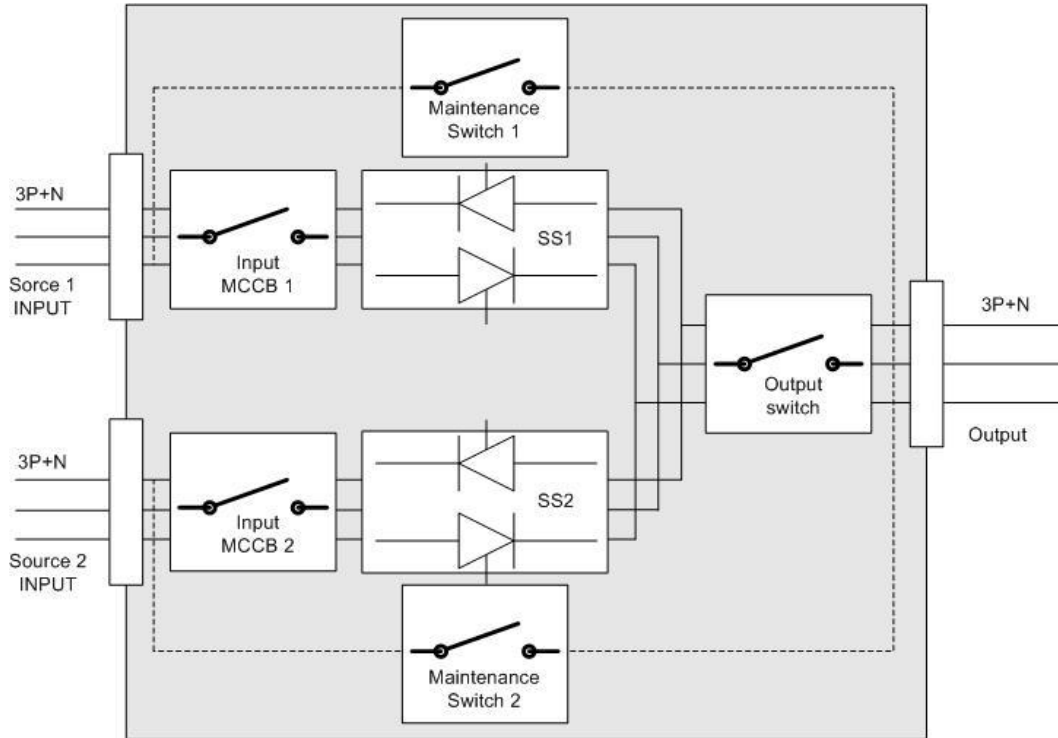 Maintenance
Switch 1
3P+N
Sorce 1
INPUT
Input
MCCB 1
SS1
Output
switch
3P+N
Output
3P+N
Source 2
INPUT
Input
MCCB 2
SS2
Maintenance
Switch 2